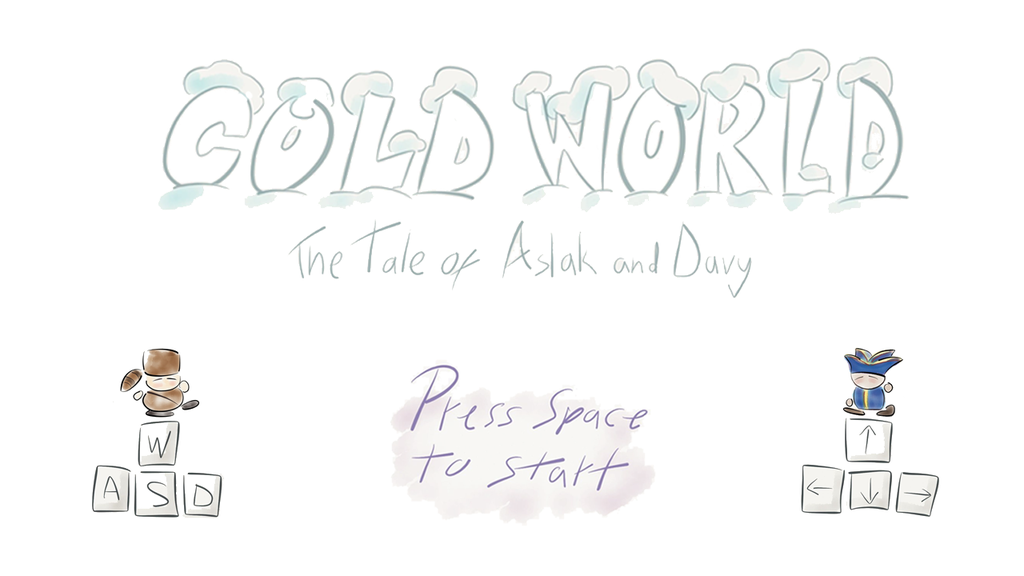 COLD WORLD
The Tale of Aslak and Davy
Press Space
to start
W
A S D
↑
← ↓ →